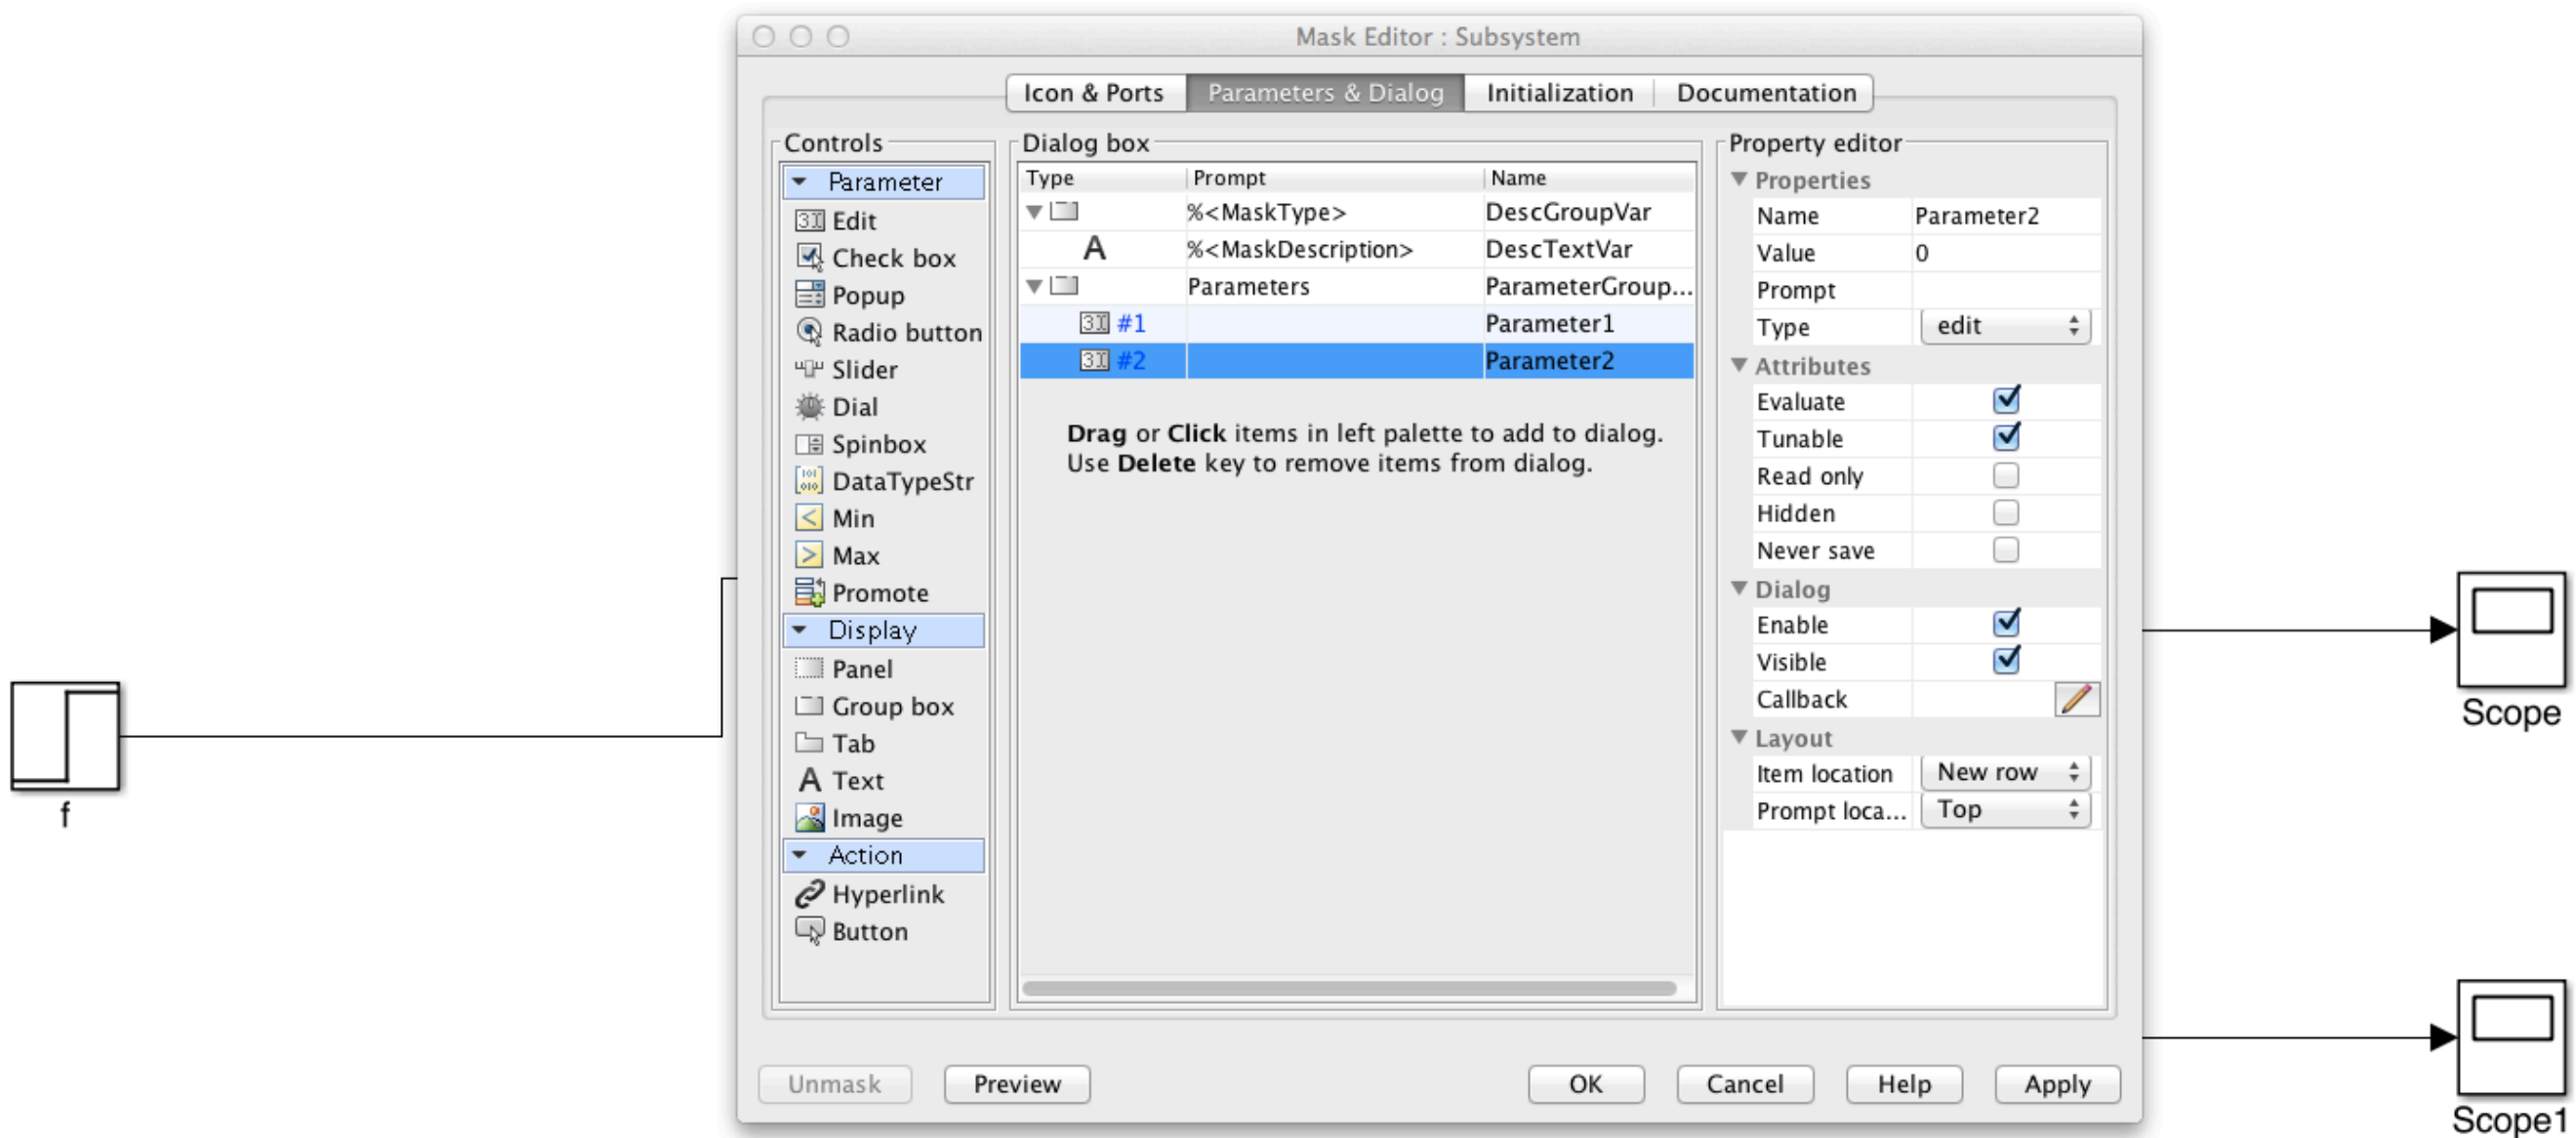 Mask Editor : Subsystem
Icon & Ports
Parameters & Dialog
Initialization
Documentation
Controls
Parameter
Edit
Check box
Popup
Radio button
Slider
Dial
Spinbox
DataTypeStr
Min
Max
Promote
Display
Panel
Group box
Tab
Text
Image
Action
Hyperlink
Button
Dialog box
Type Prompt Name
%<MaskType> DescGroupVar
A %<MaskDescription> DescTextVar
Parameters ParameterGroup...
#1 Parameter1
#2 Parameter2
Drag or Click items in left palette to add to dialog.
Use Delete key to remove items from dialog.
Property editor
Properties
Name Parameter2
Value 0
Prompt
Type edit
Attributes
Evaluate
Tunable
Read only
Hidden
Never save
Dialog
Enable
Visible
Callback
Layout
Item location New row
Prompt loca... Top
Unmask
Preview
OK
Cancel
Help
Apply
f
Scope
Scope1